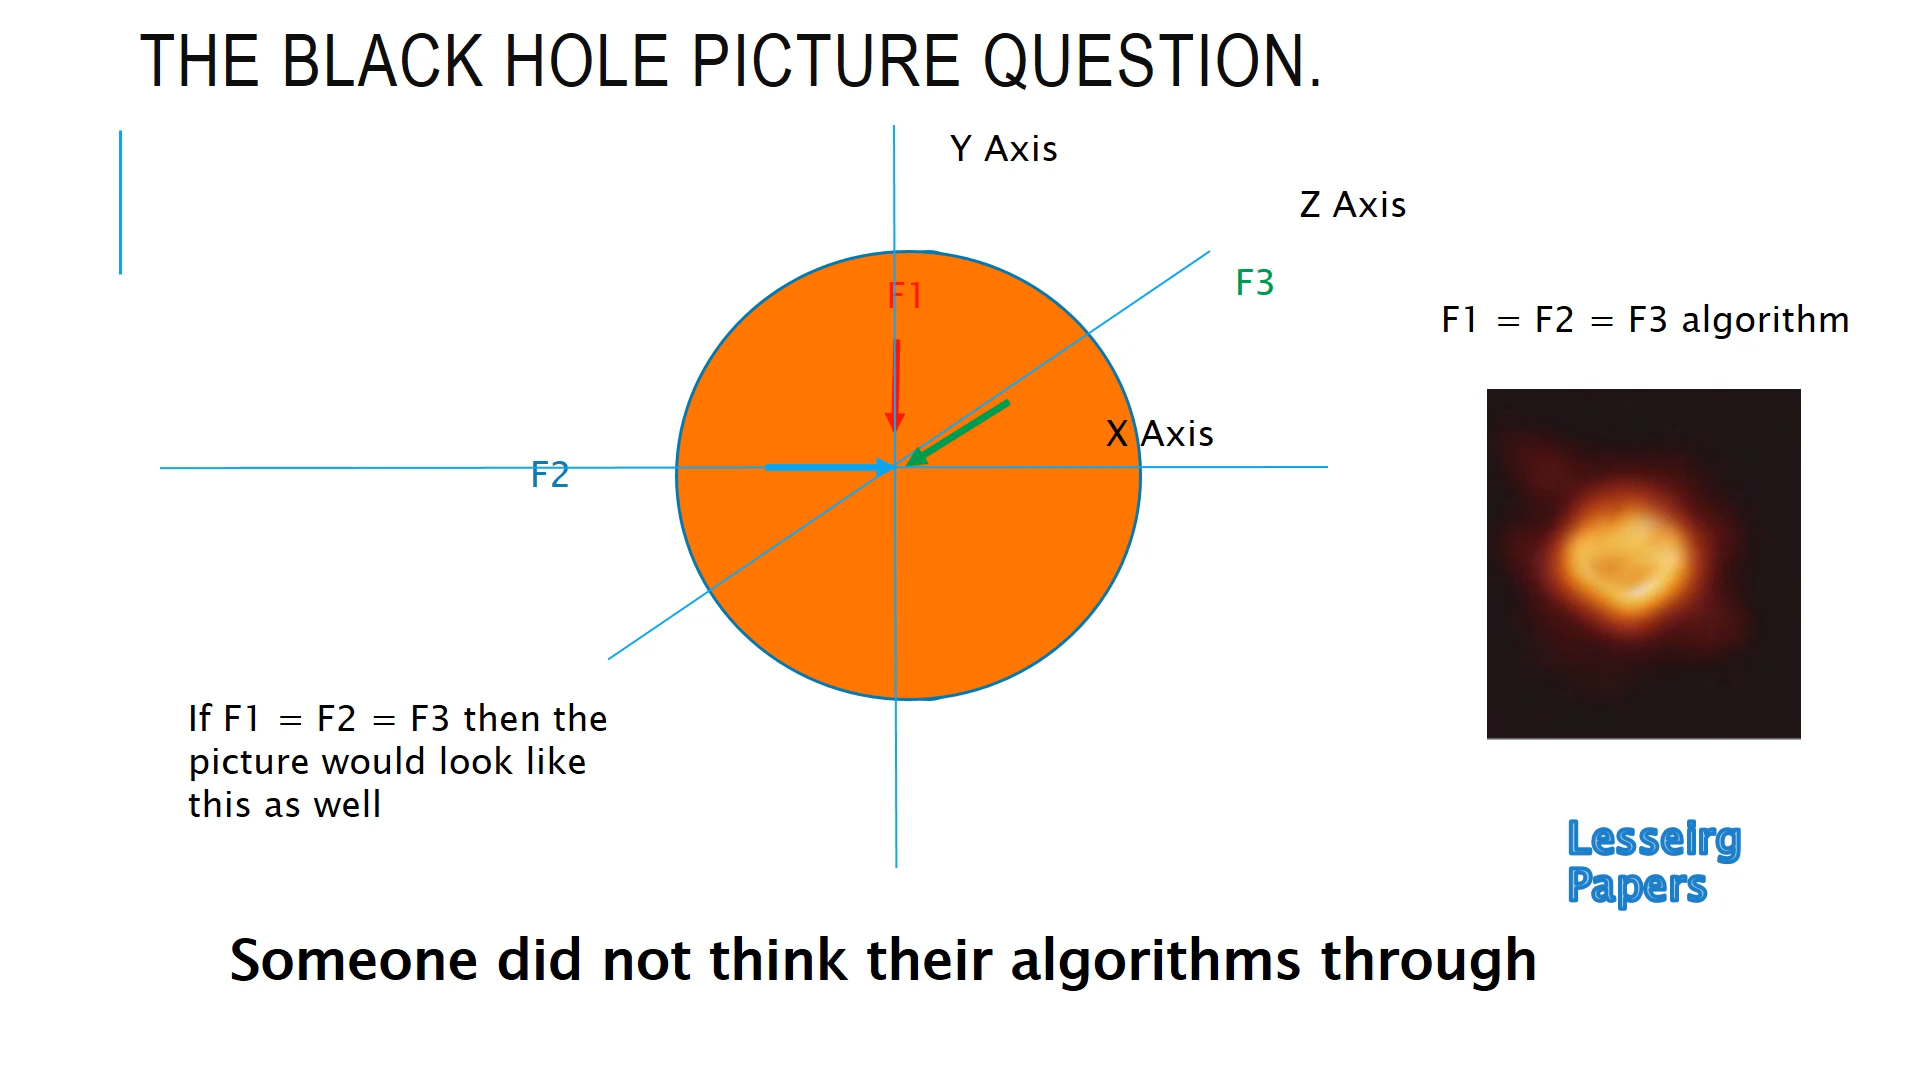 THE BLACK HOLE PICTURE QUESTION.
Y Axis
Z Axis
F1
F3
F1 = F2 = F3 algorithm
X Axis
F2
If F1 = F2 = F3 then the
picture would look like
this as well
Lesseirg
Papers
Someone did not think their algorithms through